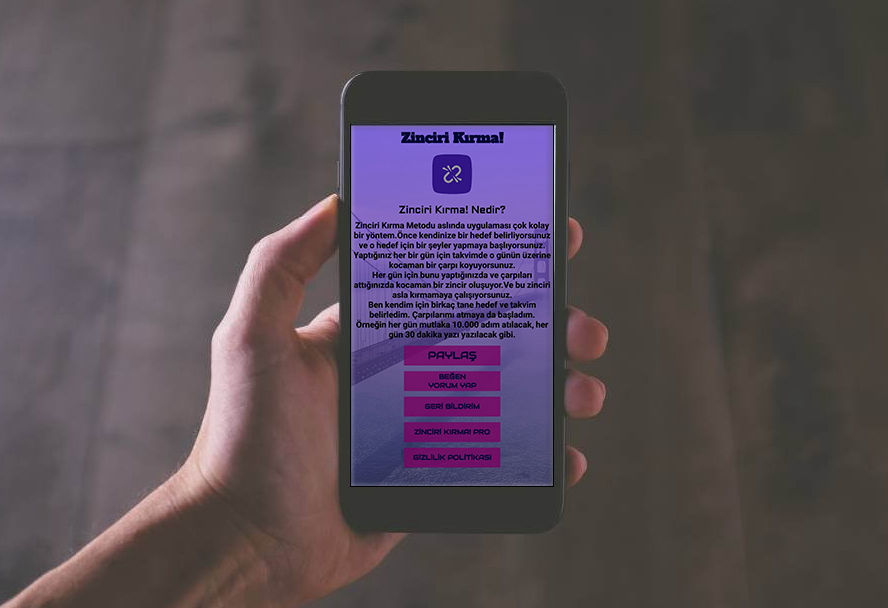 Zinciri Kırma!
Zinciri Kırma! Nedir?
Zinciri Kırma Metodu aslında uygulaması çok kolay
bir yöntem.Önce kendinize bir hedef belirliyorsunuz
ve o hedef için bir şeyler yapmaya başlıyorsunuz.
Yaptığınız her bir gün için takvimde o günün üzerine
kocaman bir çarpı koyuyorsunuz.
Her gün için bunu yaptığınızda ve çarpıları
attığınızda kocaman bir zincir oluşuyor.Ve bu zinciri
asla kırmamaya çalışıyorsunuz.
Ben kendim için birkaç tane hedef ve takvim
belirledim. Çarpılarımı atmaya da başladım.
Örneğin her gün mutlaka 10.000 adım atılacak, her
gün 30 dakika yazı yazılacak gibi.
PAYLAŞ
BEĞEN
YORUM YAP
GERİ BİLDİRİM
ZİNCİRİ KIRMA! PRO
GİZLİLİK POLİTİKASI